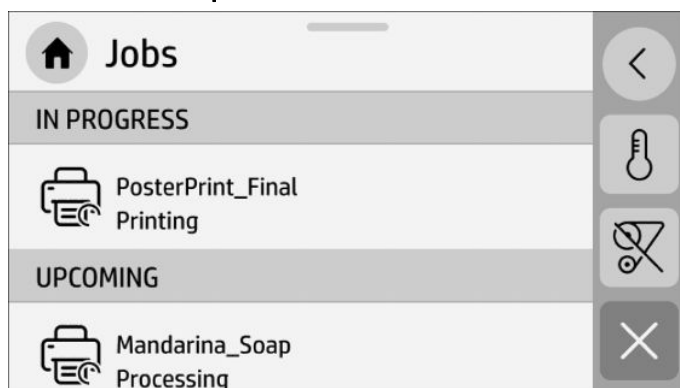 Jobs
IN PROGRESS
PosterPrint_Final
Printing
UPCOMING
Mandarina_Soap
Processing